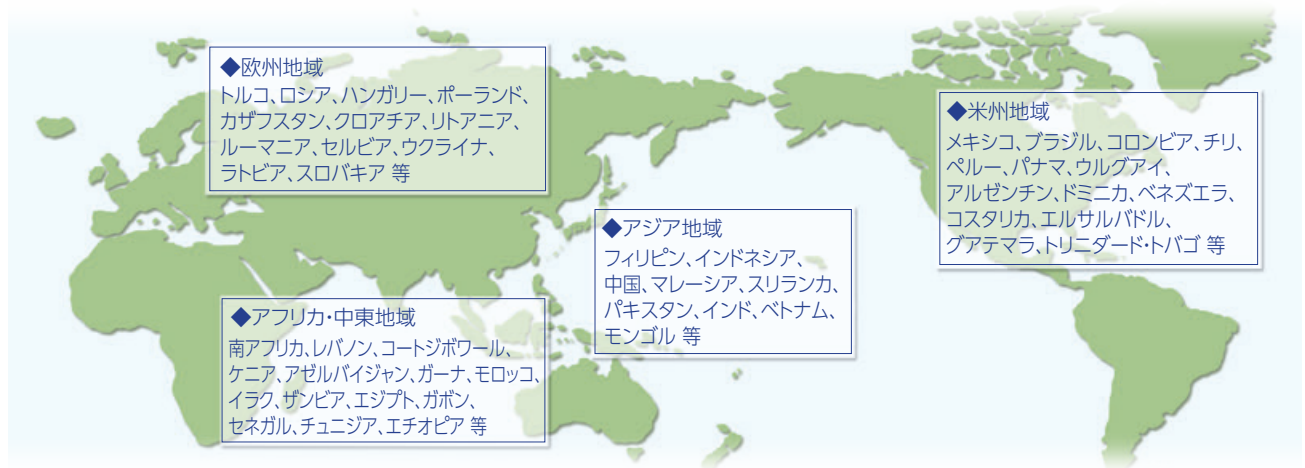 ◆欧州地域
トルコ、ロシア、ハンガリー、ポーランド、
カザフスタン、クロアチア、リトアニア、
ルーマニア、セルビア、ウクライナ、
ラトビア、スロバキア 等
◆米州地域
メキシコ、ブラジル、コロンビア、チリ、
ペルー、パナマ、ウルグアイ、
アルゼンチン、ドミニカ、ベネズエラ、
コスタリカ、エルサルバドル、
グアテマラ、トリニダード・トバゴ 等
◆アジア地域
フィリピン、インドネシア、
中国、マレーシア、スリランカ、
パキスタン、インド、ベトナム、
モンゴル 等
◆アフリカ・中東地域
南アフリカ、レバノン、コートジボワール、
ケニア、アゼルバイジャン、ガーナ、モロッコ、
イラク、ザンビア、エジプト、ガボン、
セネガル、チュニジア、エチオピア 等